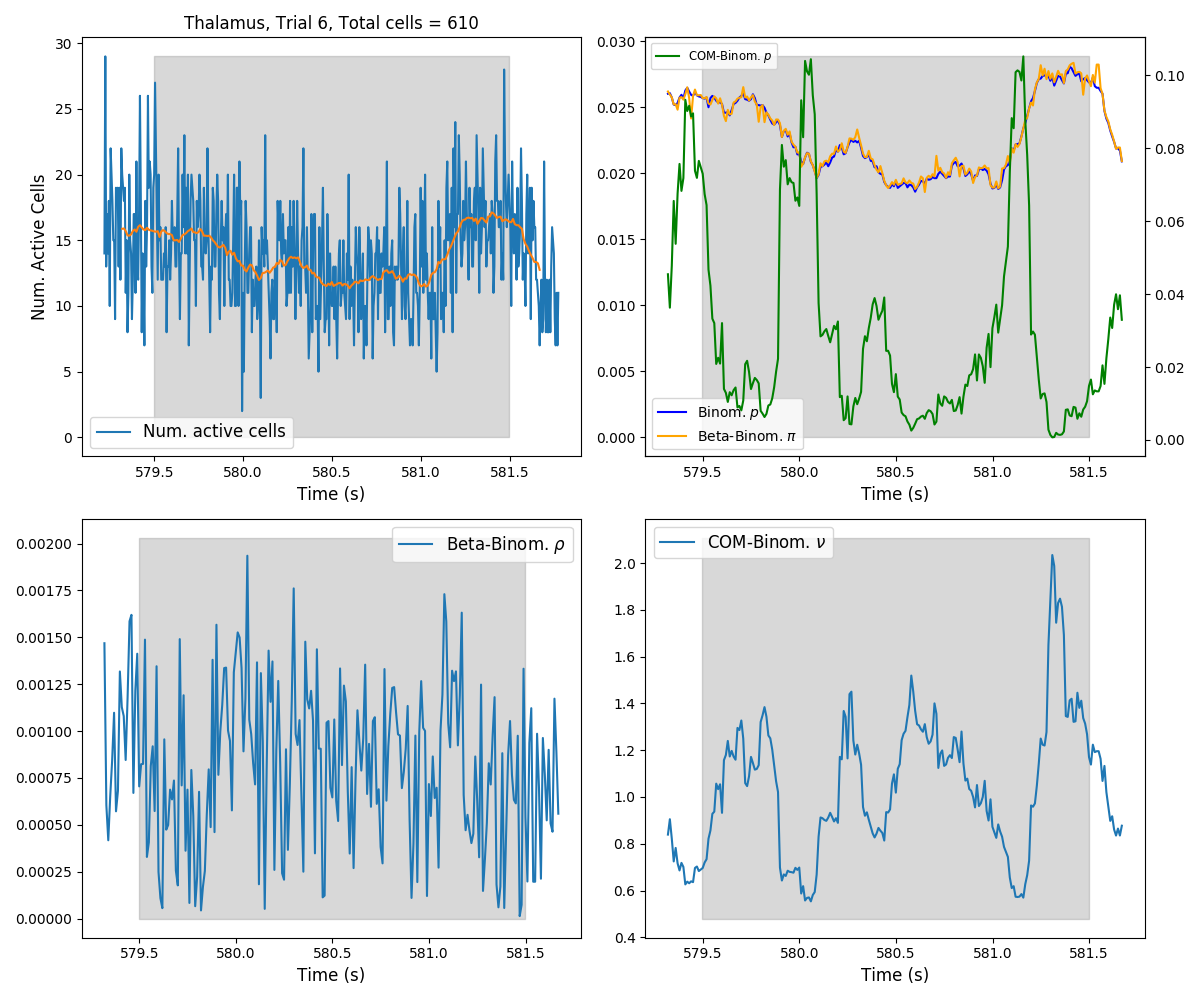 Thalamus, Trial 6, Total cells = 610
30
25
20
15
10
5
0
Num. Active Cells
Num. active cells
579.5 580.0 580.5 581.0 581.5
Time (s)
COM-Binom. p
0.030
0.025
0.020
0.015
0.010
0.005
0.000
0.10
0.08
0.06
0.04
0.02
0.00
Binom. p
Beta-Binom. π
579.5 580.0 580.5 581.0 581.5
Time (s)
Beta-Binom. ρ
0.00200
0.00175
0.00150
0.00125
0.00100
0.00075
0.00050
0.00025
0.00000
579.5 580.0 580.5 581.0 581.5
Time (s)
COM-Binom. ν
2.0
1.8
1.6
1.4
1.2
1.0
0.8
0.6
0.4
579.5 580.0 580.5 581.0 581.5
Time (s)